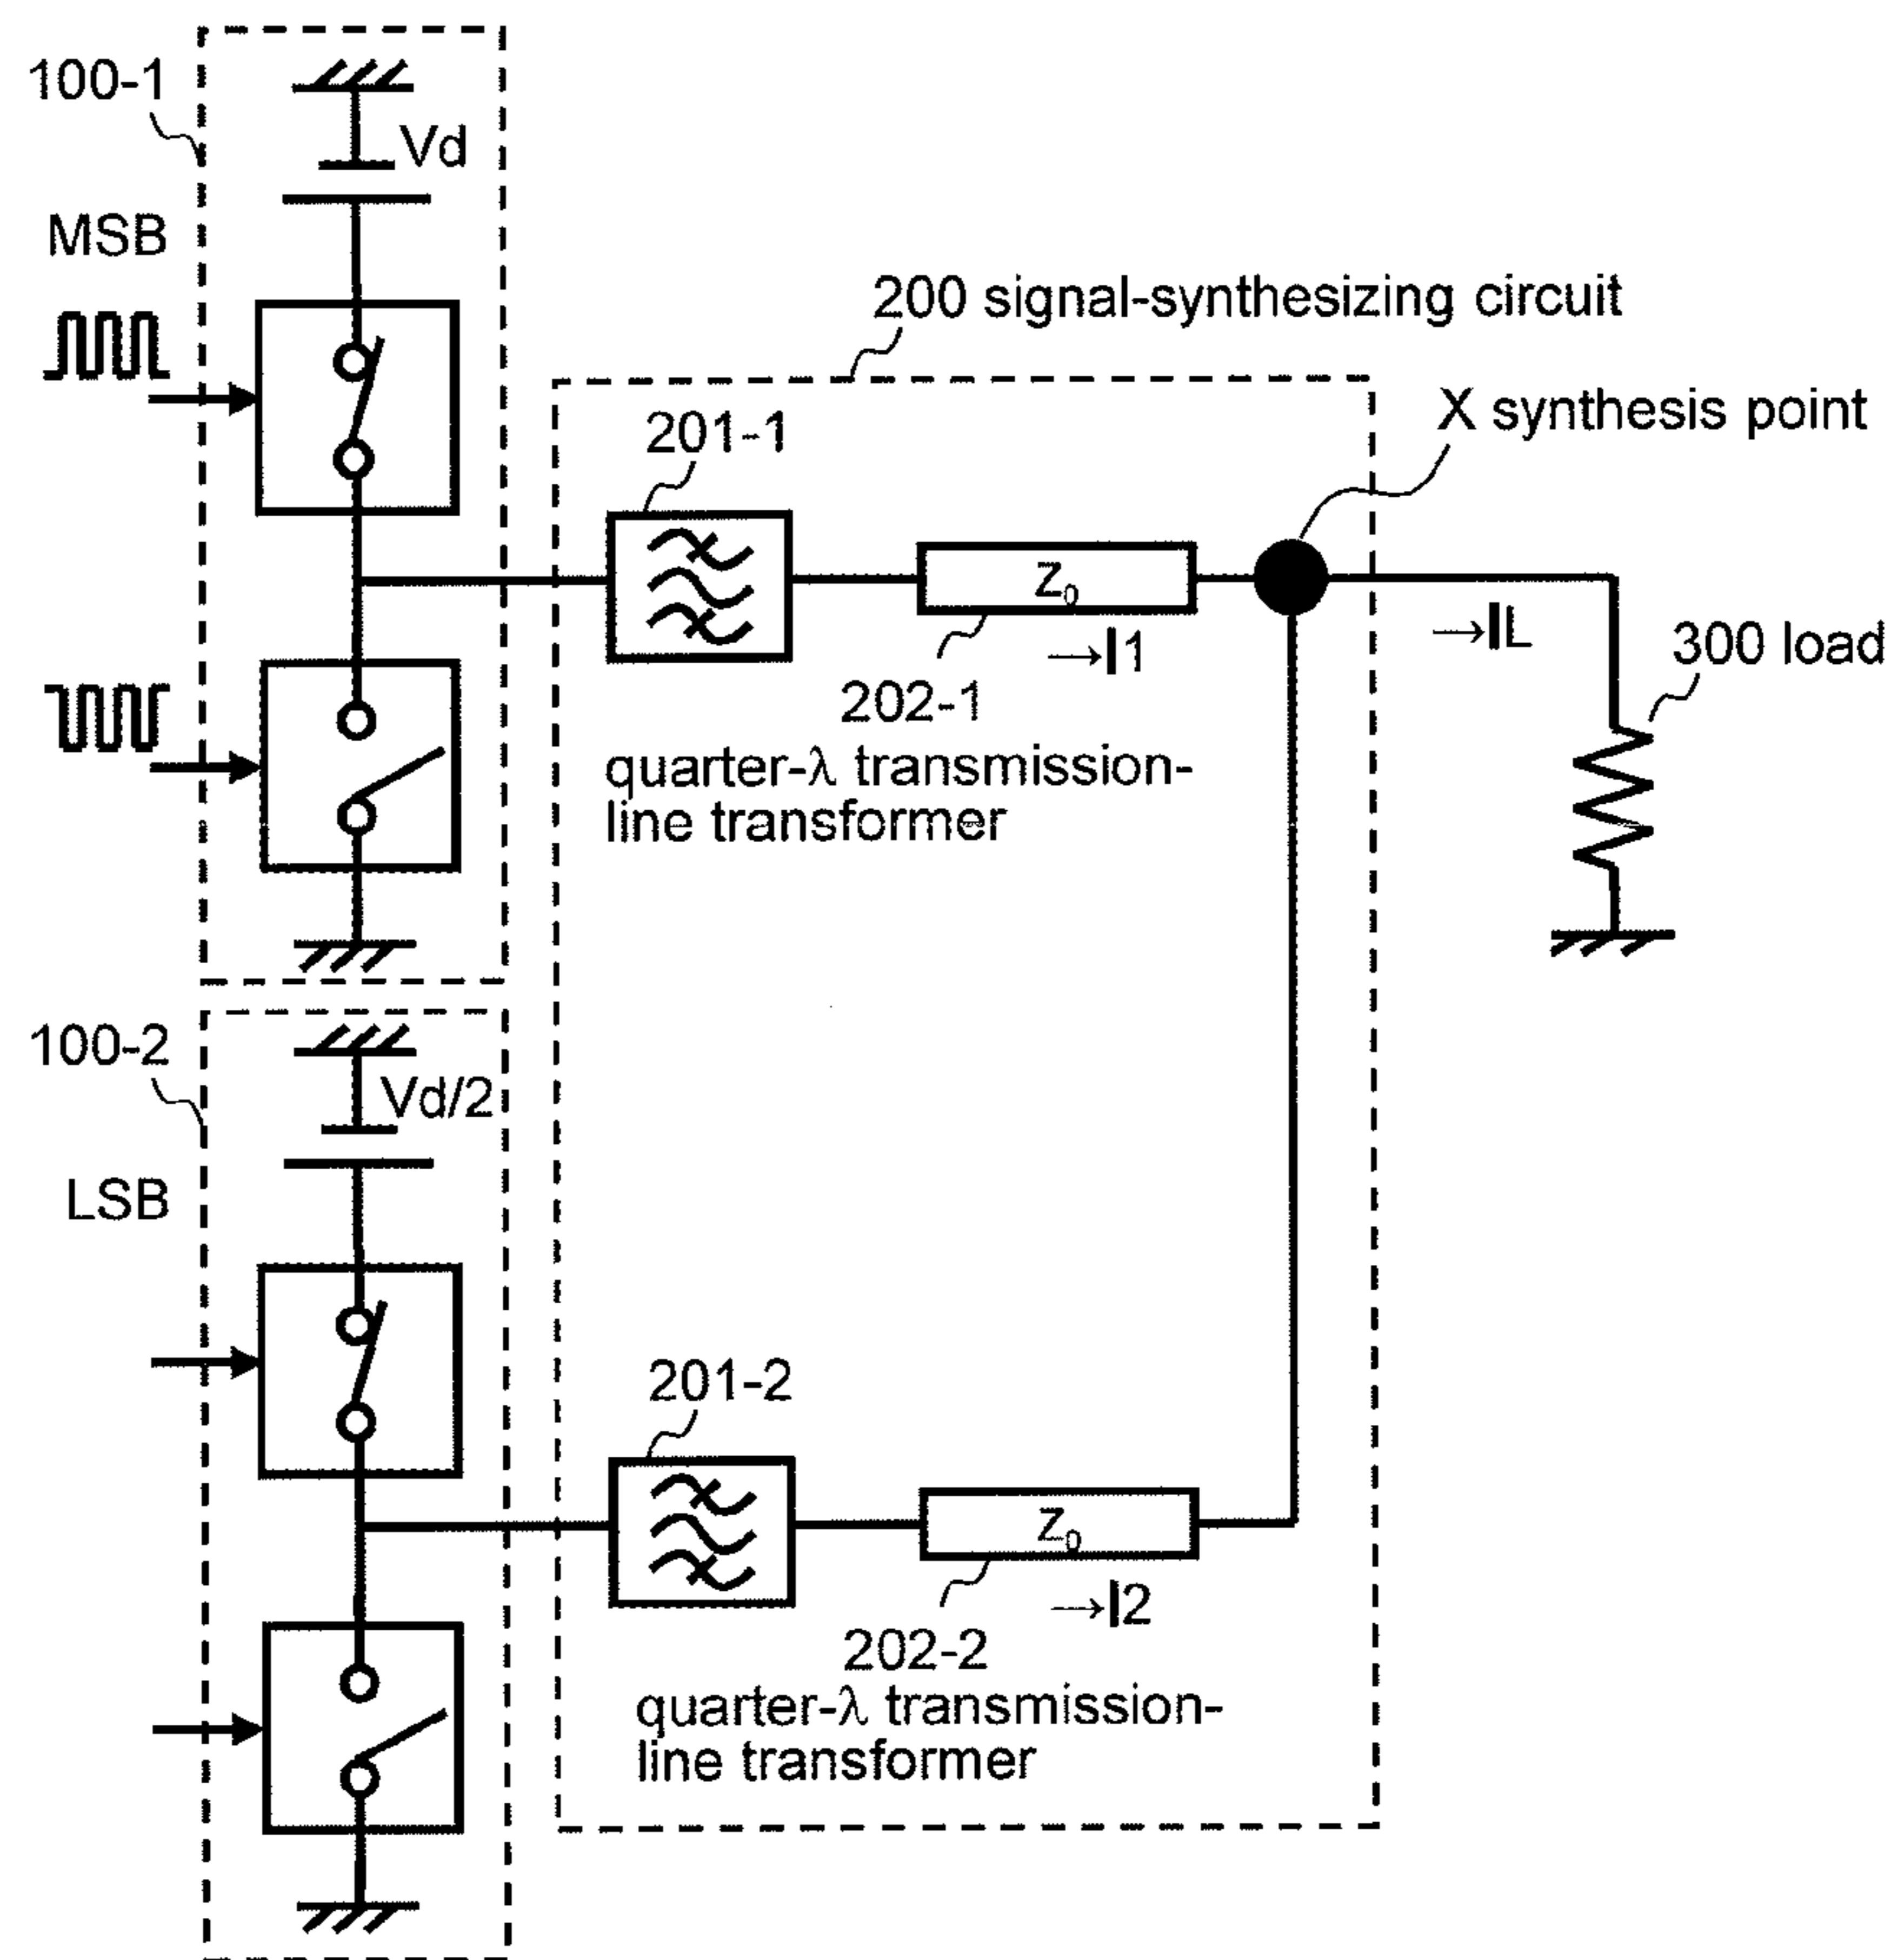 100-1
Vd
MSB
200 signal-synthesizing circuit
X synthesis point
201-1
Z0
→I1
→IL
300 load
202-1
quarter-λ transmission-
line transformer
100-2
Vd/2
LSB
201-2
Z0
→I2
202-2
quarter-λ transmission-
line transformer